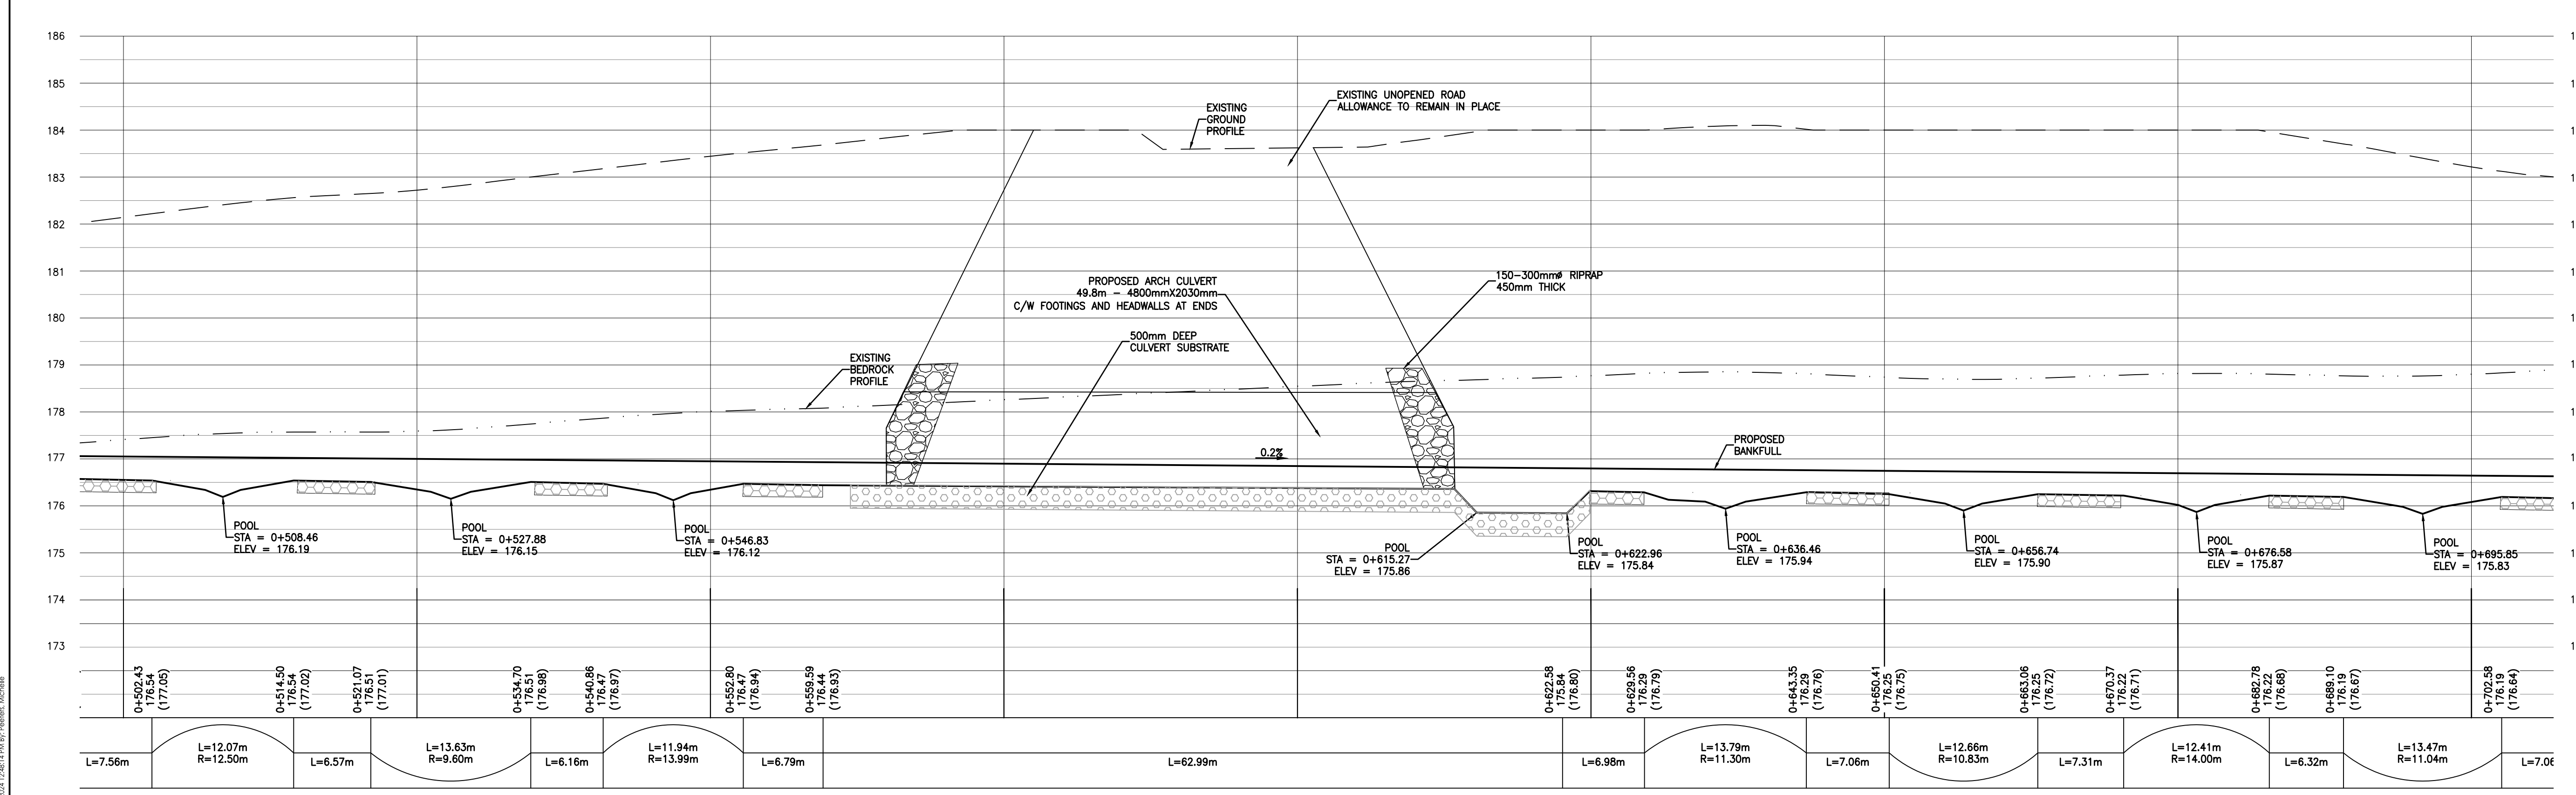 186
185
184
183
182
181
180
179
178
177
176
175
174
173
EXISTING
GROUND
PROFILE
EXISTING UNOPENED ROAD
ALLOWANCE TO REMAIN IN PLACE
PROPOSED ARCH CULVERT
49.8m - 4800mmX2030mm
C/W FOOTINGS AND HEADWALLS AT ENDS
150-300mmø RIPRAP
450mm THICK
500mm DEEP
CULVERT SUBSTRATE
EXISTING
BEDROCK
PROFILE
0.2%
PROPOSED
BANKFULL
POOL
STA = 0+508.46
ELEV = 176.19
POOL
STA = 0+527.88
ELEV = 176.15
POOL
STA = 0+546.83
ELEV = 176.12
POOL
STA = 0+615.27
ELEV = 175.86
POOL
STA = 0+622.96
ELEV = 175.84
POOL
STA = 0+636.46
ELEV = 175.94
POOL
STA = 0+656.74
ELEV = 175.90
POOL
STA = 0+676.58
ELEV = 175.87
POOL
STA = 0+695.85
ELEV = 175.83
0+502.43
176.54
(177.05)
0+514.50
176.54
(177.02)
0+521.07
176.51
(177.01)
0+534.70
176.51
(176.98)
0+540.86
176.47
(176.97)
0+552.80
176.47
(176.94)
0+559.59
176.44
(176.93)
0+622.58
175.84
(176.80)
0+629.56
176.29
(176.79)
0+643.35
176.29
(176.76)
0+650.41
176.25
(176.75)
0+663.06
176.25
(176.72)
0+670.37
176.22
(176.71)
0+682.78
176.22
(176.68)
0+689.10
176.19
(176.67)
0+702.58
176.19
(176.64)
L=7.56m
L=12.07m
R=12.50m
L=6.57m
L=13.63m
R=9.60m
L=6.16m
L=11.94m
R=13.99m
L=6.79m
L=62.99m
L=6.98m
L=13.79m
R=11.30m
L=7.06m
L=12.66m
R=10.83m
L=7.31m
L=12.41m
R=14.00m
L=6.32m
L=13.47m
R=11.04m
L=7.06